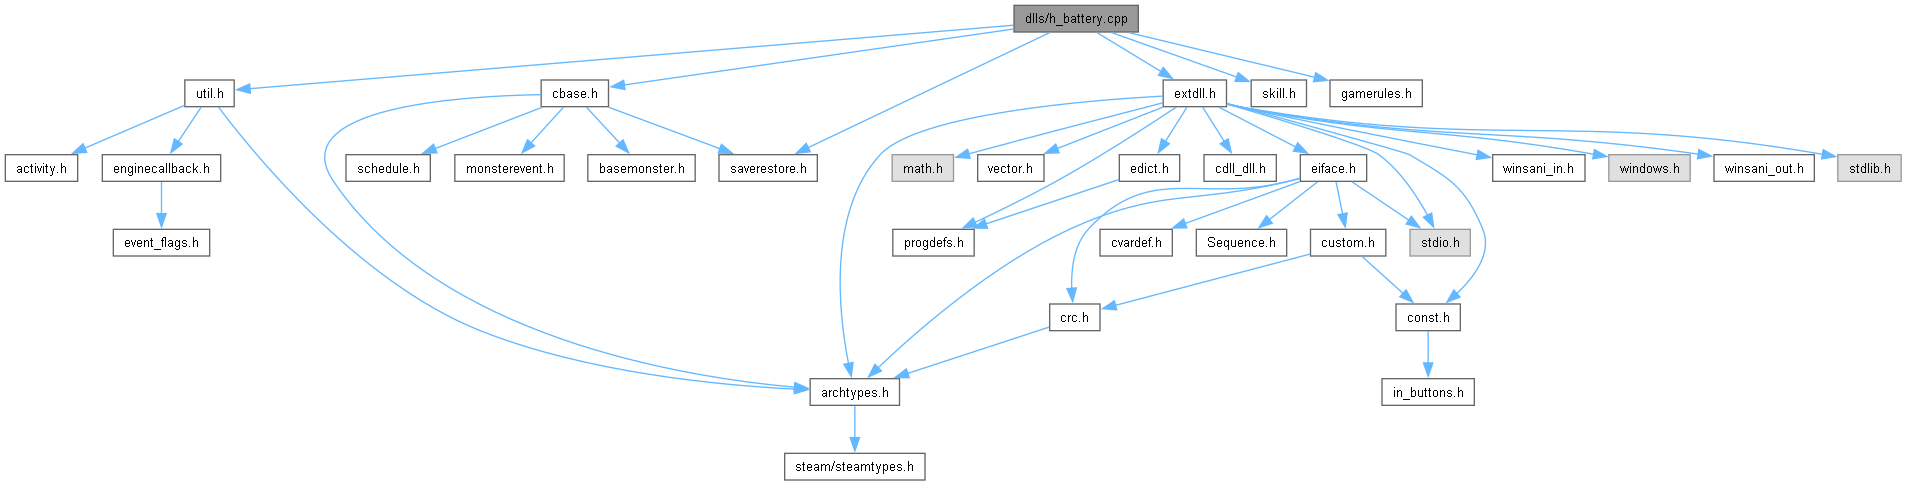 dlls/h_battery.cpp
util.h
cbase.h
extdll.h
skill.h
gamerules.h
activity.h
enginecallback.h
schedule.h
monsterevent.h
basemonster.h
saverestore.h
math.h
vector.h
edict.h
cdll_dll.h
eiface.h
winsani_in.h
windows.h
winsani_out.h
stdlib.h
event_flags.h
progdefs.h
cvardef.h
Sequence.h
custom.h
stdio.h
crc.h
const.h
archtypes.h
in_buttons.h
steam/steamtypes.h